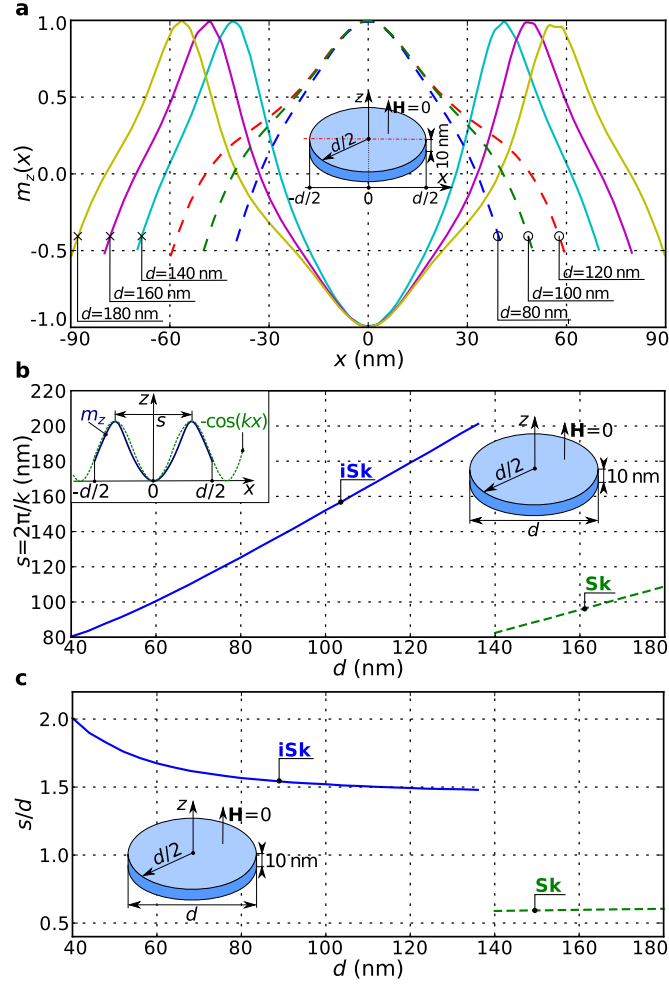 a
1.0
0.5
0.0
-0.5
-1.0
m_z(x)
z
H=0
d/2
10 nm
x
-d/2
0
d/2
d=140 nm
d=160 nm
d=180 nm
d=120 nm
d=100 nm
d=80 nm
-90
-60
-30
0
30
60
90
x (nm)
b
220
200
180
160
140
120
100
80
s=2π/k (nm)
z
m_z
s
-cos(kx)
-d/2
0
d/2
x
iSk
z
H=0
d/2
10 nm
d
Sk
40
60
80
100
120
140
160
180
d (nm)
c
2.0
1.5
1.0
0.5
s/d
iSk
z
H=0
d/2
10 nm
d
Sk
40
60
80
100
120
140
160
180
d (nm)